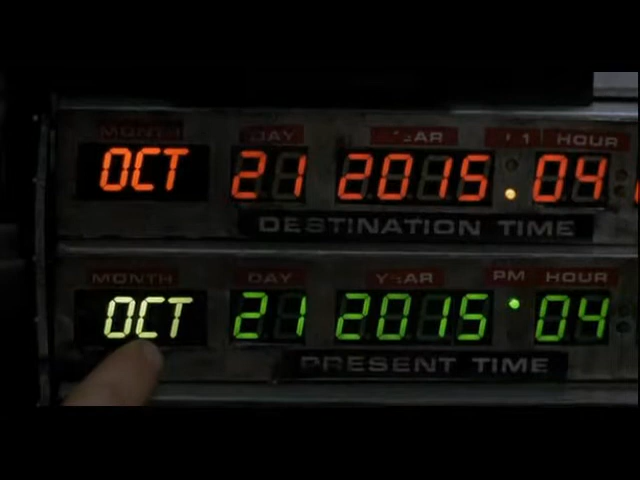 MONTH DAY YEAR HOUR
OCT 21 2015 04
DESTINATION TIME
MONTH DAY YEAR PM HOUR
OCT 21 2015 04
PRESENT TIME